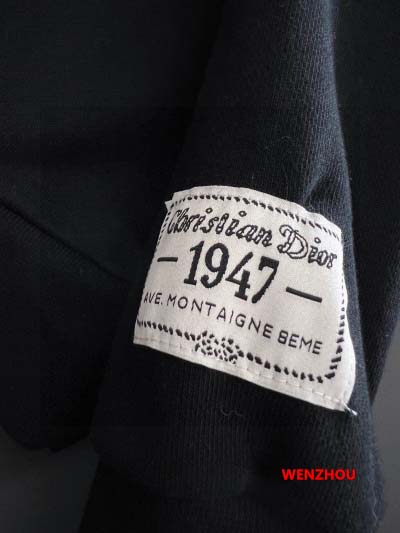 Christian Dior
— 1947 —
AVE. MONTAIGNE 8EME
WENZHOU